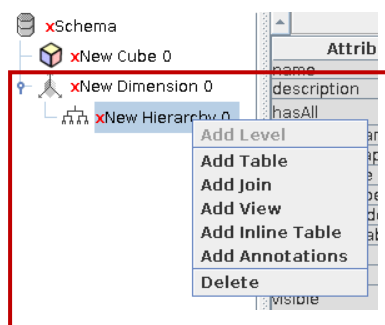 xSchema
Attrib
xNew Cube 0
name
xNew Dimension 0
description
hasAll
xNew Hierarchy 0
Add Level
Add Table
Add Join
Add View
Add Inline Table
Add Annotations
Delete
visible